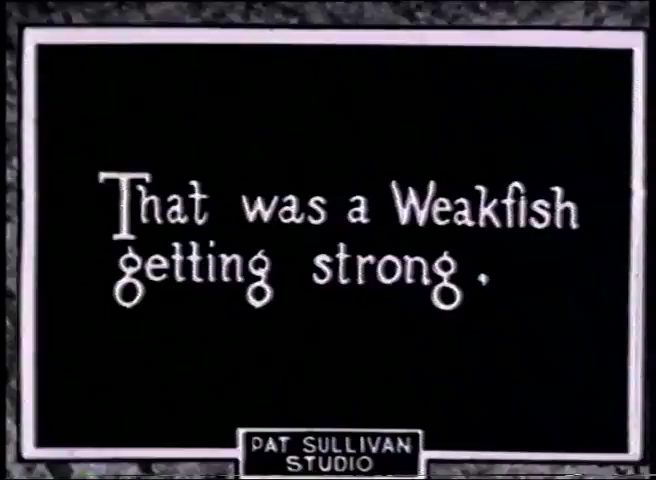 That was a Weakfish
getting strong.
PAT SULLIVAN
STUDIO